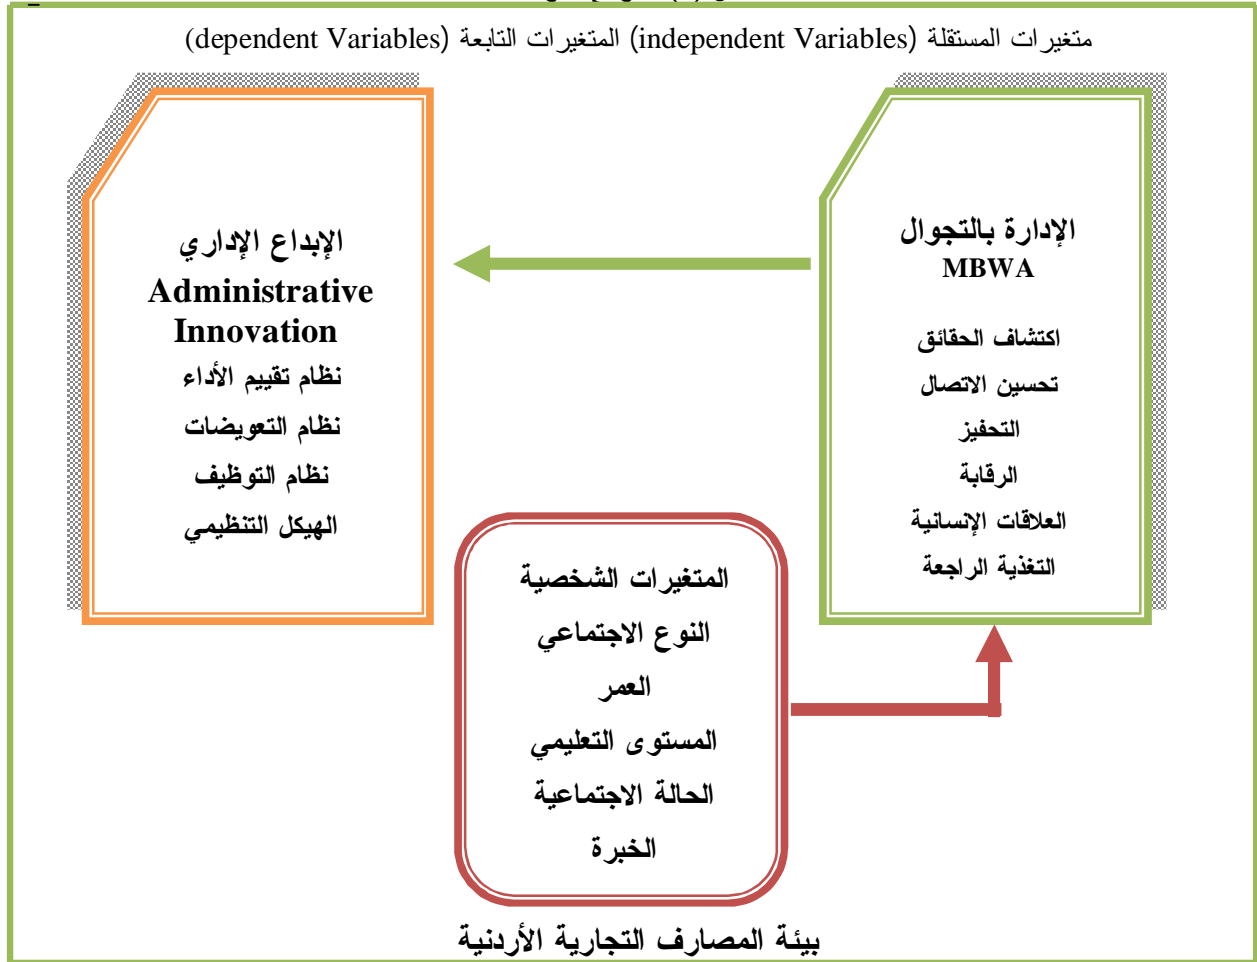 متغيرات المستقلة (independent Variables) المتغيرات التابعة (dependent Variables)
الإدارة بالتجوال
MBWA
اكتشاف الحقائق
تحسين الاتصال
التحفيز
الرقابة
العلاقات الإنسانية
التغذية الراجعة
الإبداع الإداري
Administrative
Innovation
نظام تقييم الأداء
نظام التعويضات
نظام التوظيف
الهيكل التنظيمي
المتغيرات الشخصية
النوع الاجتماعي
العمر
المستوى التعليمي
الحالة الاجتماعية
الخبرة
بيئة المصارف التجارية الأردنية